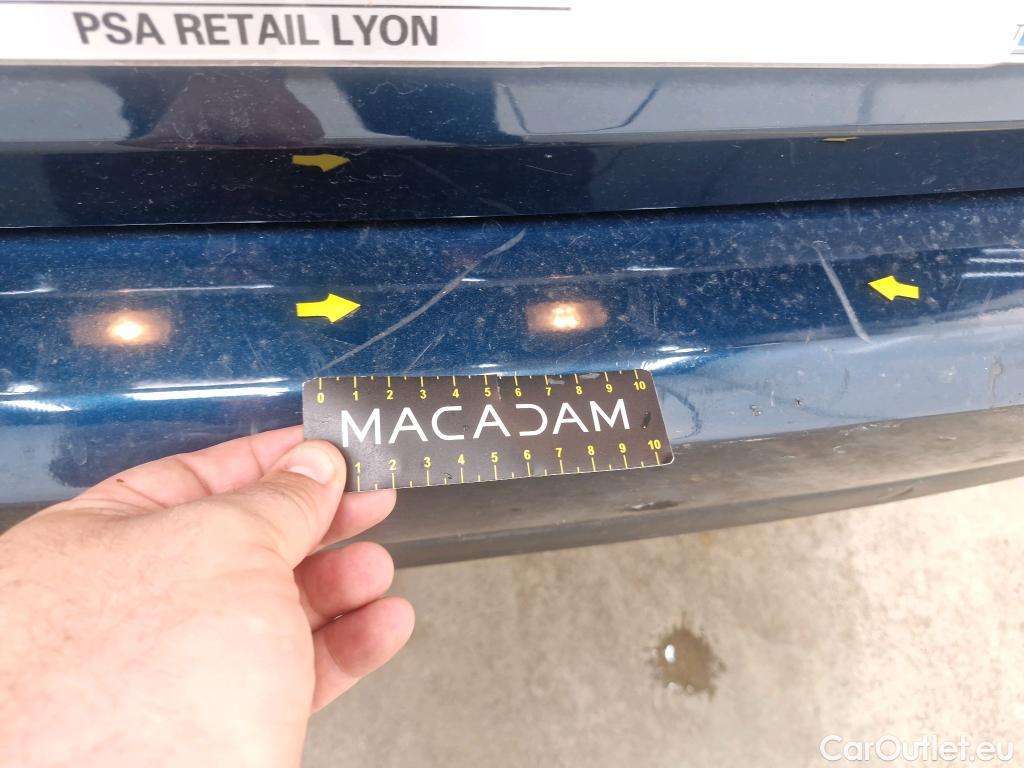 PSA RETAIL LYON
0 1 2 3 4 5 6 7 8 9 10
MACADAM
1 2 3 4 5 6 7 8 9 10
CarOutlet.eu